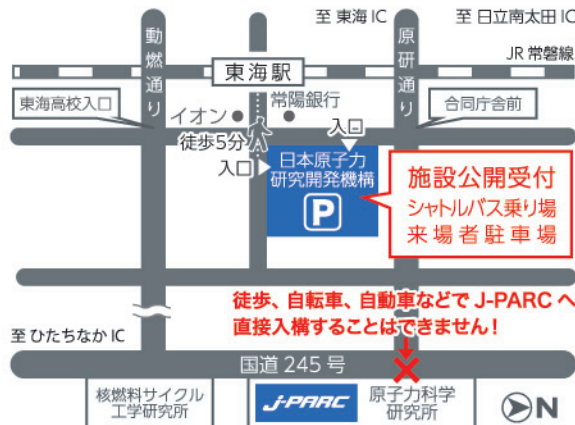 至 東海 IC
至 日立南太田 IC
動燃通り
原研通り
JR 常磐線
東海駅
東海高校入口
イオン
常陽銀行
合同庁舎前
徒歩5分
入口
入口
日本原子力
研究開発機構
P
施設公開受付
シャトルバス乗り場
来場者駐車場
徒歩、自転車、自動車などで J-PARC へ
直接入構することはできません！
至 ひたちなか IC
国道 245 号
核燃料サイクル
工学研究所
J-PARC
原子力科学
研究所
N